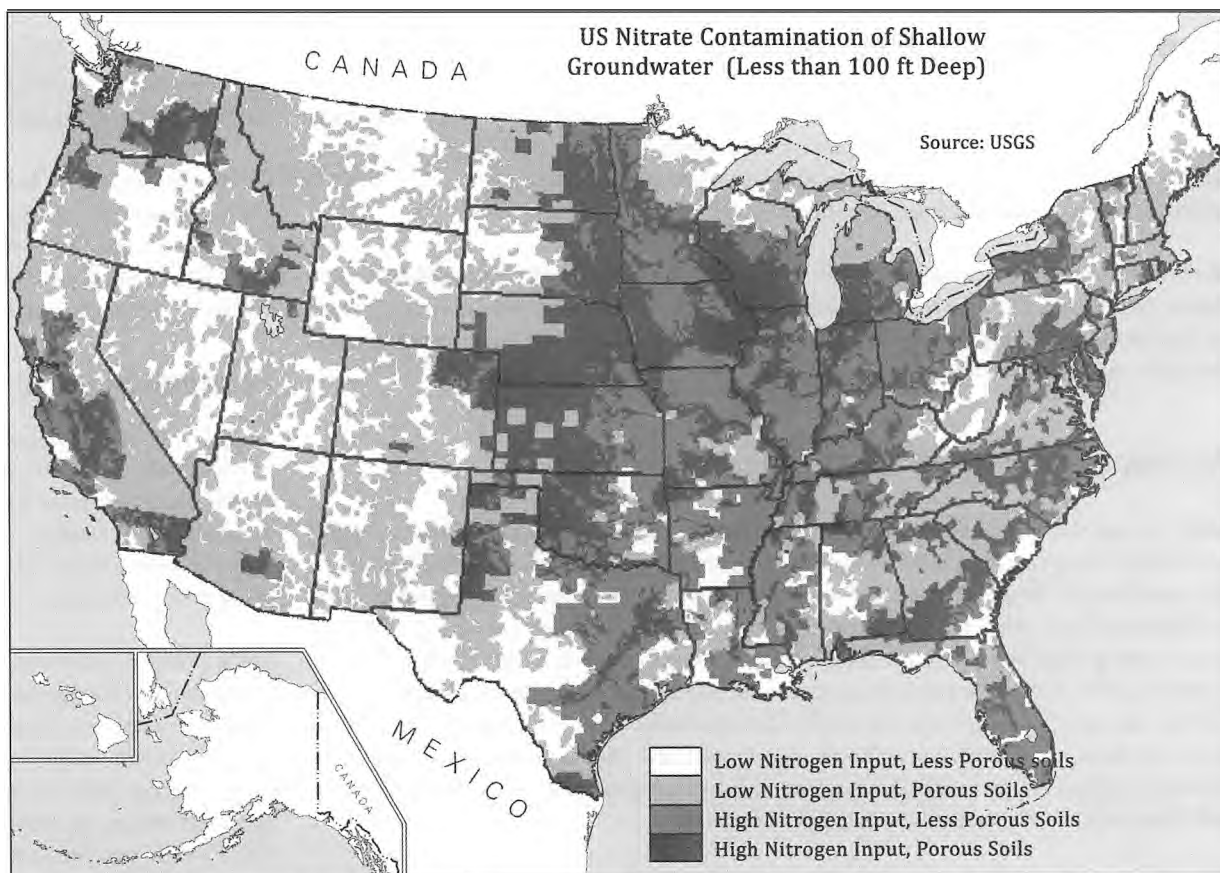 US Nitrate Contamination of Shallow
Groundwater (Less than 100 ft Deep)
CANADA
Source: USGS
MEXICO
CANADA
Low Nitrogen Input, Less Porous soils
Low Nitrogen Input, Porous Soils
High Nitrogen Input, Less Porous Soils
High Nitrogen Input, Porous Soils